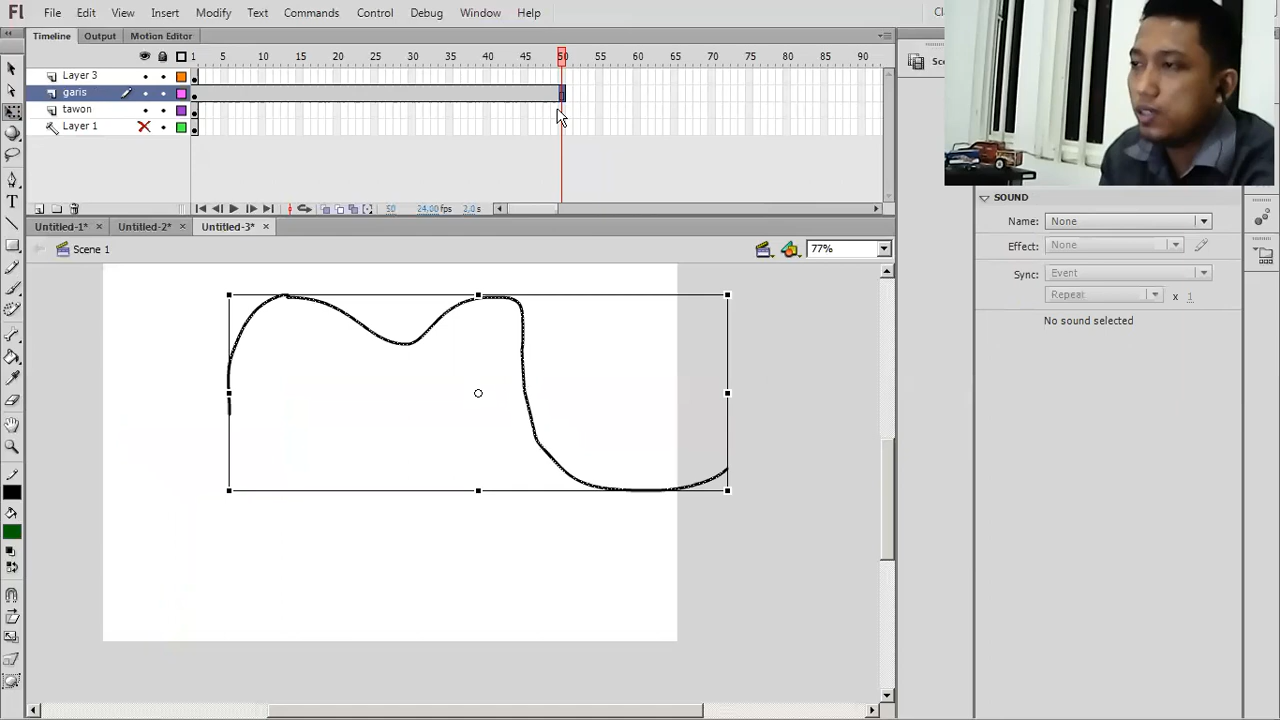 Fl File Edit View Insert Modify Text Commands Control Debug Window Help
Timeline Output Motion Editor
1 5 10 15 20 25 30 35 40 45 50 55 60 65 70 75 80 85 90
Layer 3
garis
tawon
Layer 1
50 24.00 fps 2.0 s
Untitled-1* × Untitled-2* × Untitled-3* ×
Scene 1 77%
SOUND
Name: None
Effect: None
Sync: Event
Repeat x 1
No sound selected